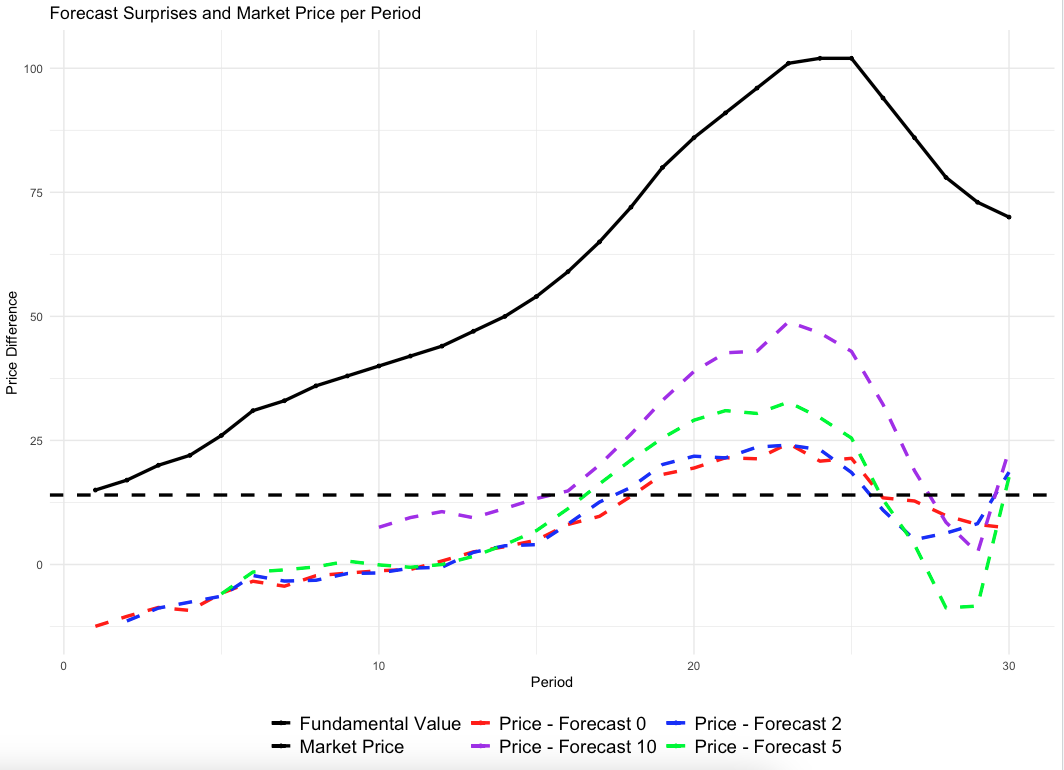 Forecast Surprises and Market Price per Period
100
75
50
25
0
Price Difference
0 10 20 30
Period
Fundamental Value Price - Forecast 0 Price - Forecast 2
Market Price Price - Forecast 10 Price - Forecast 5